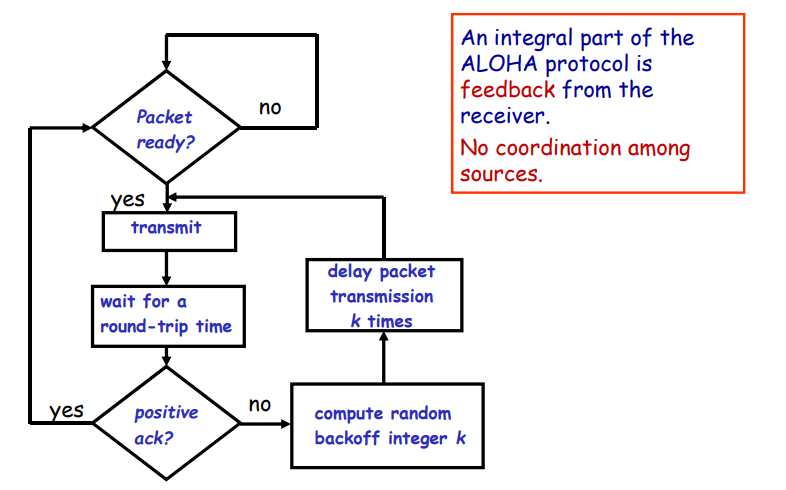 An integral part of the
ALOHA protocol is
feedback from the
receiver.
No coordination among
sources.
Packet
ready?
no
yes
transmit
wait for a
round-trip time
delay packet
transmission
k times
yes
positive
ack?
no
compute random
backoff integer k